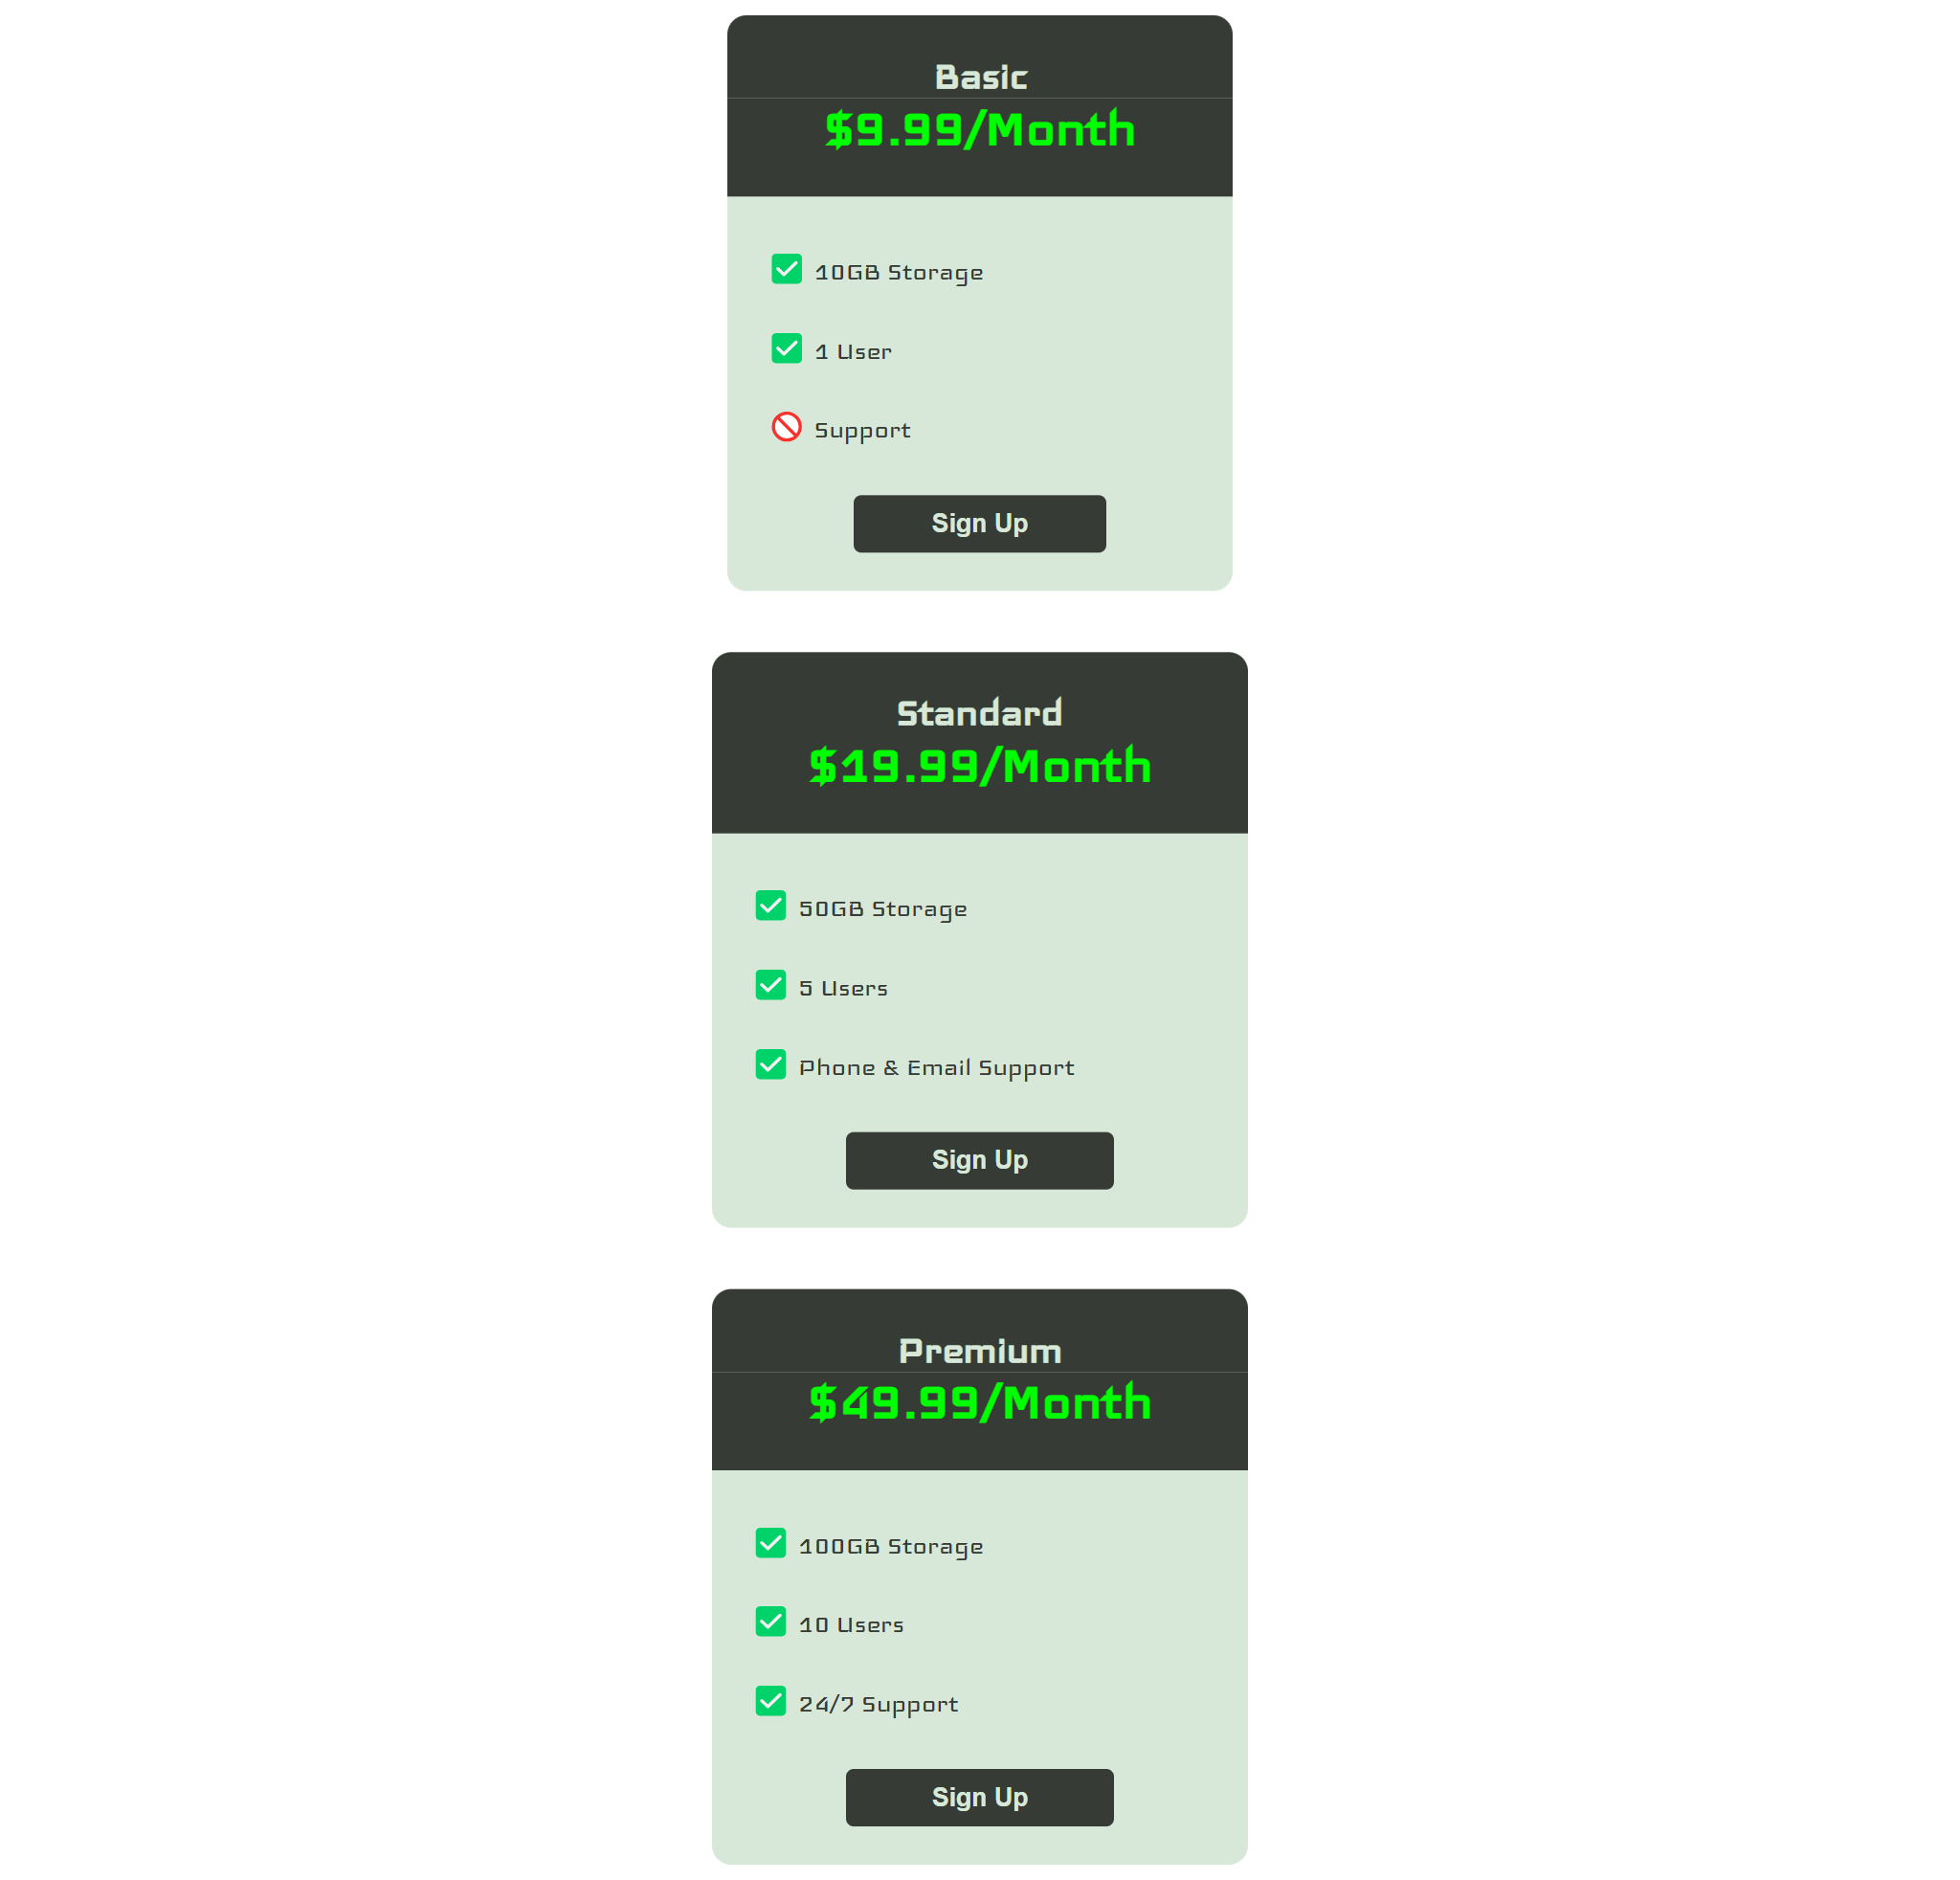 Basic
$9.99/Month
10GB Storage
1 User
Support
Sign Up
Standard
$19.99/Month
50GB Storage
5 Users
Phone & Email Support
Sign Up
Premium
$49.99/Month
100GB Storage
10 Users
24/7 Support
Sign Up